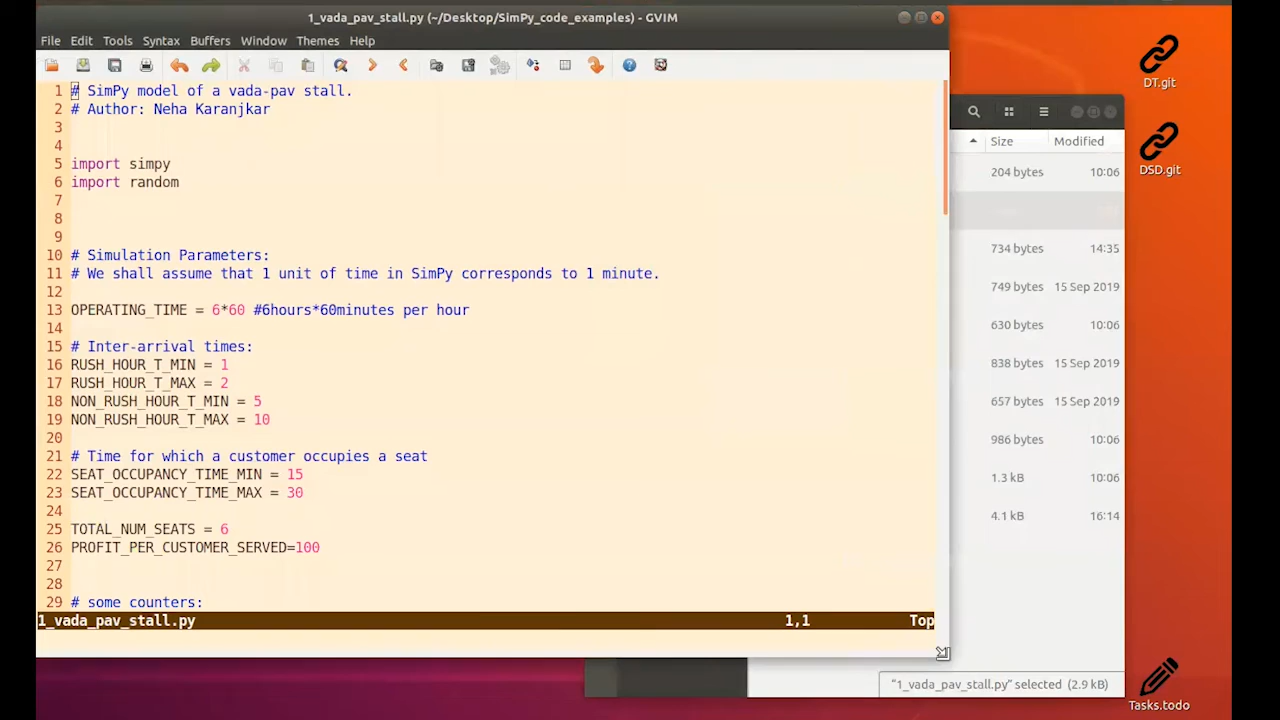 1_vada_pav_stall.py (~/Desktop/SimPy_code_examples) - GVIM
File Edit Tools Syntax Buffers Window Themes Help
1 # SimPy model of a vada-pav stall.
2 # Author: Neha Karanjkar
3
4
5 import simpy
6 import random
7
8
9
10 # Simulation Parameters:
11 # We shall assume that 1 unit of time in SimPy corresponds to 1 minute.
12
13 OPERATING_TIME = 6*60 #6hours*60minutes per hour
14
15 # Inter-arrival times:
16 RUSH_HOUR_T_MIN = 1
17 RUSH_HOUR_T_MAX = 2
18 NON_RUSH_HOUR_T_MIN = 5
19 NON_RUSH_HOUR_T_MAX = 10
20
21 # Time for which a customer occupies a seat
22 SEAT_OCCUPANCY_TIME_MIN = 15
23 SEAT_OCCUPANCY_TIME_MAX = 30
24
25 TOTAL_NUM_SEATS = 6
26 PROFIT_PER_CUSTOMER_SERVED=100
27
28
29 # some counters:
1_vada_pav_stall.py 1,1 Top
Size Modified
204 bytes 10:06
734 bytes 14:35
749 bytes 15 Sep 2019
630 bytes 10:06
838 bytes 15 Sep 2019
657 bytes 15 Sep 2019
986 bytes 10:06
1.3 kB 10:06
4.1 kB 16:14
"1_vada_pav_stall.py" selected (2.9 kB)
DT.git
DSD.git
Tasks.todo